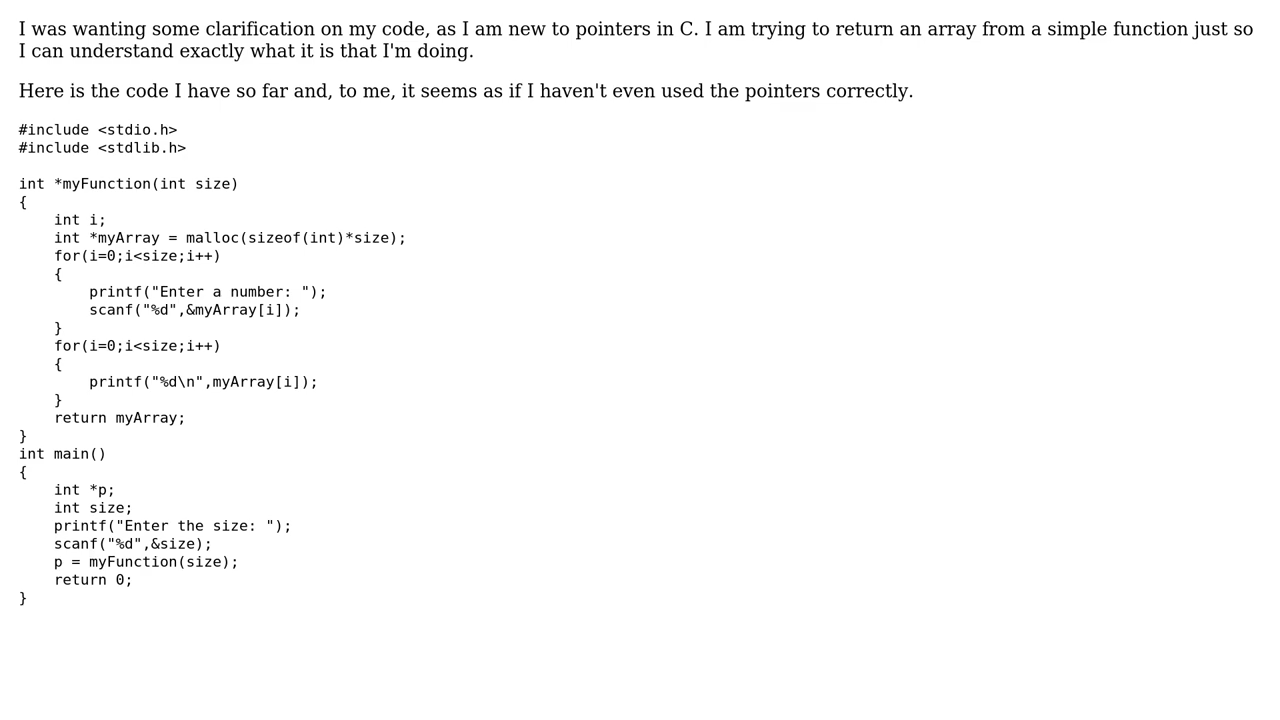 I was wanting some clarification on my code, as I am new to pointers in C. I am trying to return an array from a simple function just so
I can understand exactly what it is that I'm doing.
Here is the code I have so far and, to me, it seems as if I haven't even used the pointers correctly.
#include <stdio.h>
#include <stdlib.h>
int *myFunction(int size)
{
    int i;
    int *myArray = malloc(sizeof(int)*size);
    for(i=0;i<size;i++)
    {
        printf("Enter a number: ");
        scanf("%d",&myArray[i]);
    }
    for(i=0;i<size;i++)
    {
        printf("%d\n",myArray[i]);
    }
    return myArray;
}
int main()
{
    int *p;
    int size;
    printf("Enter the size: ");
    scanf("%d",&size);
    p = myFunction(size);
    return 0;
}